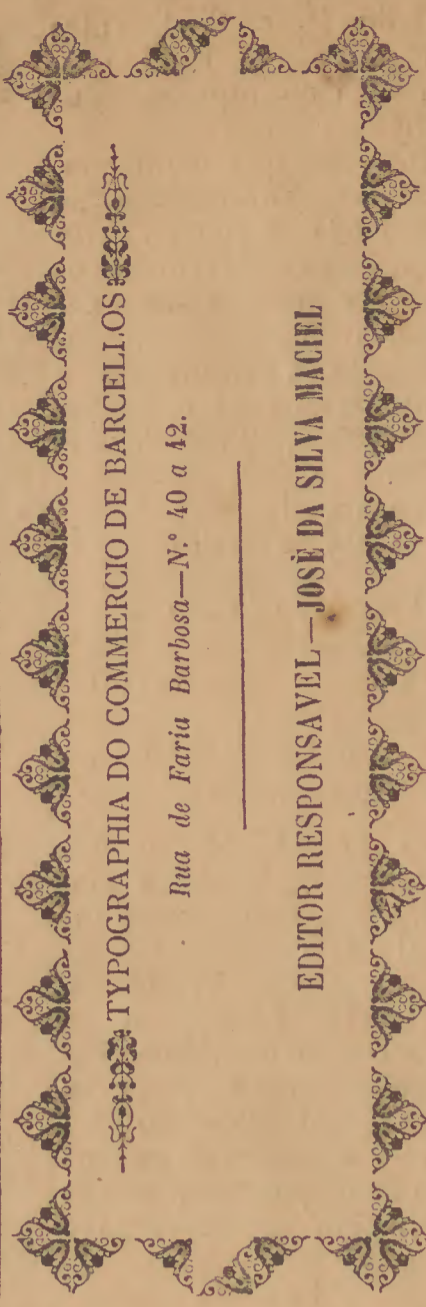 TYPOGRAPHIA DO COMMERCIO DE BARCELLOS
Rua de Faria Barbosa—N.º 40 a 42.
EDITOR RESPONSAVEL—JOSÈ DA SILVA MACIEL